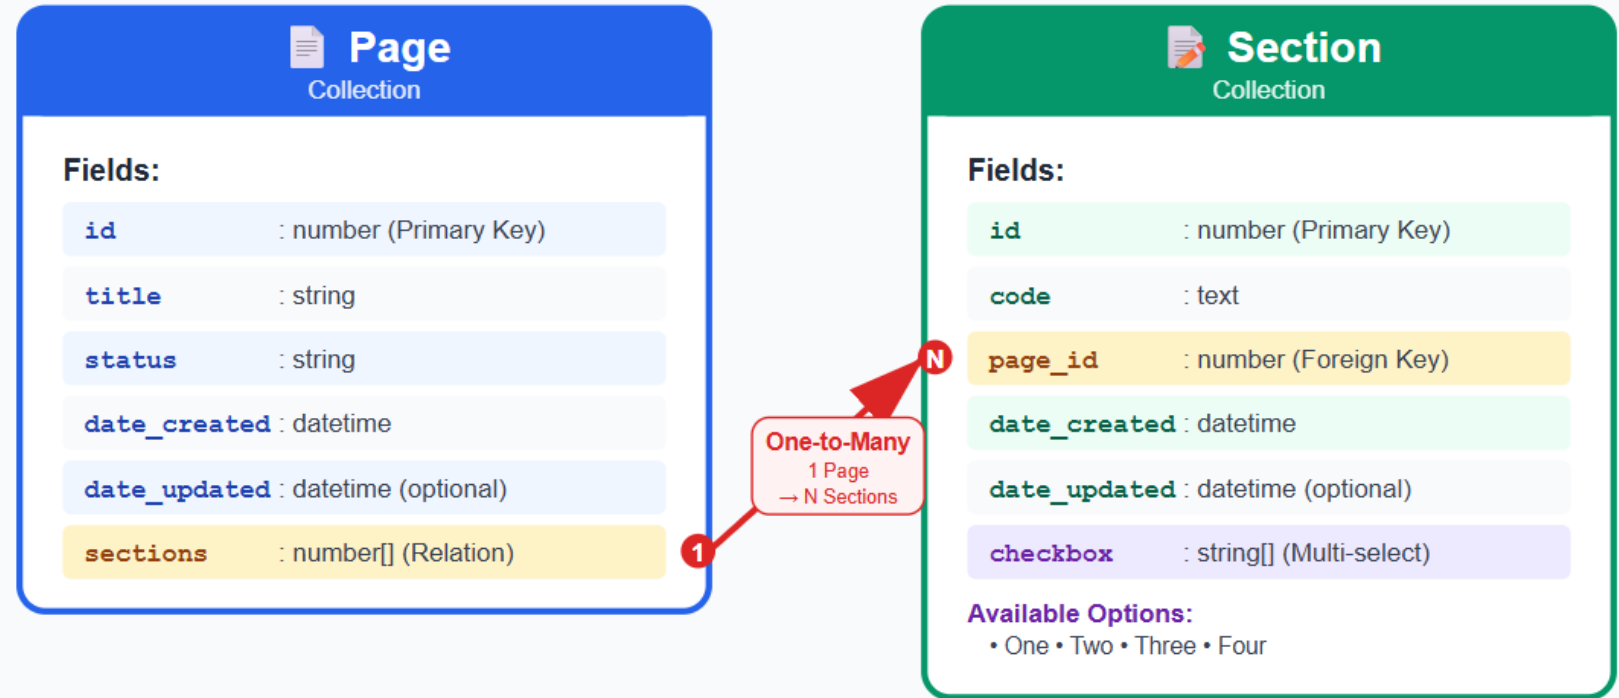 Page
Collection
Fields:
id : number (Primary Key)
title : string
status : string
date_created : datetime
date_updated : datetime (optional)
sections : number[] (Relation)
1
One-to-Many
1 Page
→ N Sections
N
Section
Collection
Fields:
id : number (Primary Key)
code : text
page_id : number (Foreign Key)
date_created : datetime
date_updated : datetime (optional)
checkbox : string[] (Multi-select)
Available Options:
• One • Two • Three • Four